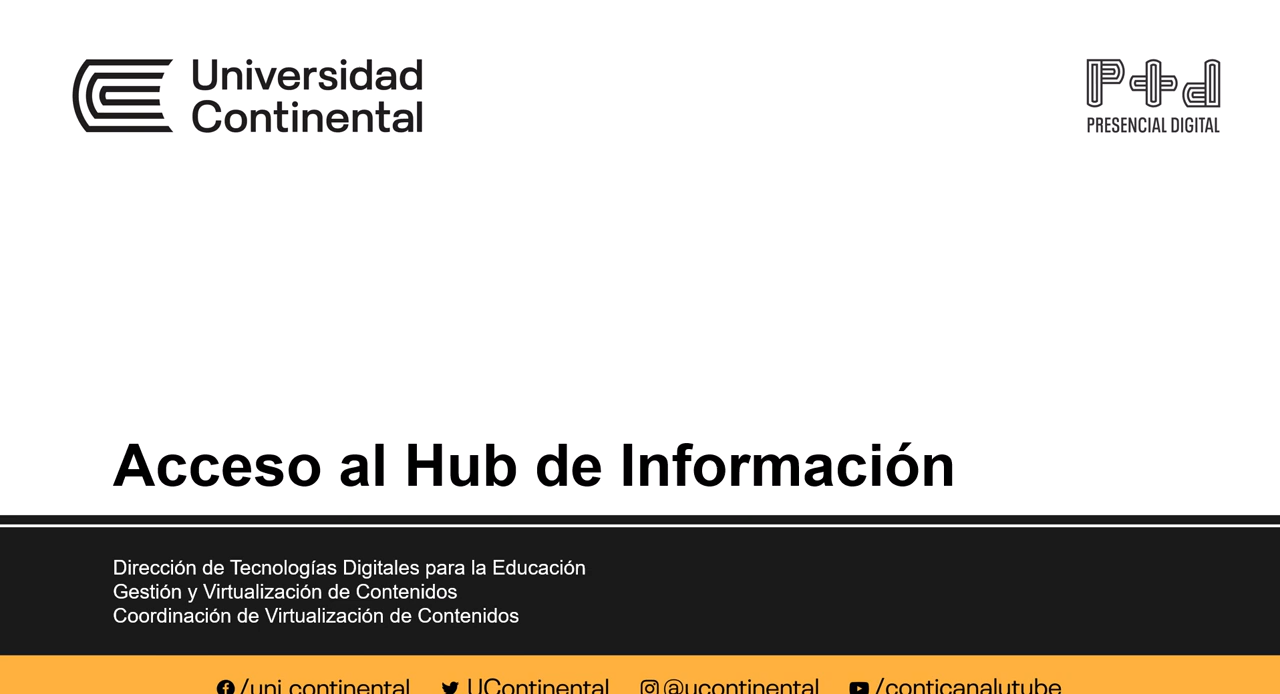 Universidad
Continental
P+d
PRESENCIAL DIGITAL
Acceso al Hub de Información
Dirección de Tecnologías Digitales para la Educación
Gestión y Virtualización de Contenidos
Coordinación de Virtualización de Contenidos
/uni.continental UContinental @ucontinental /conticanalutube